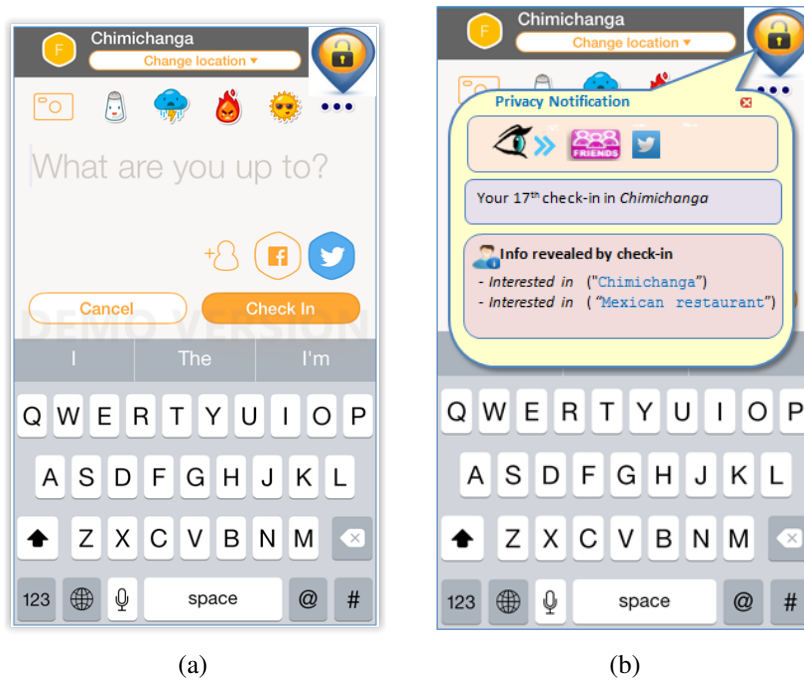 F
Chimichanga
Change location ▾
What are you up to?
Cancel
Check In
DEMO VERSION
I The I'm
Q W E R T Y U I O P
A S D F G H J K L
Z X C V B N M
123 space @ #
(a)
Chimichanga
Change location ▾
Privacy Notification
FRIENDS
Your 17th check-in in Chimichanga
Info revealed by check-in
- Interested in ("Chimichanga")
- Interested in ( “Mexican restaurant”)
Q W E R T Y U I O P
A S D F G H J K L
Z X C V B N M
123 space @ #
(b)